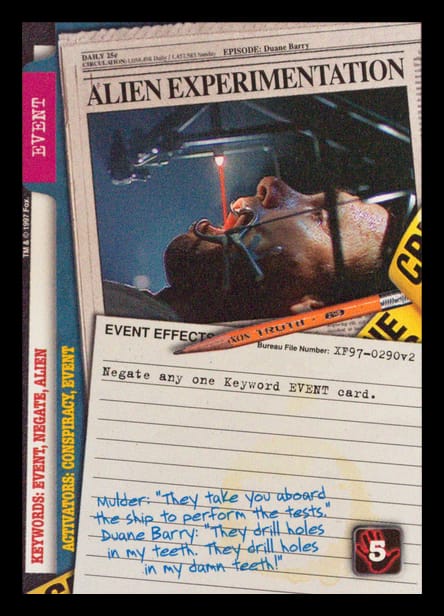 DAILY 25¢
EPISODE: Duane Barry
ALIEN EXPERIMENTATION
EVENT
TM & © 1997 Fox.
KEYWORDS: EVENT, NEGATE, ALIEN
ACTIVATORS: CONSPIRACY, EVENT
EVENT EFFECTS
TRUTH · 69
Bureau File Number: XF97-0290v2
Negate any one Keyword EVENT card.
Mulder: "They take you aboard
the ship to perform the tests."
Duane Barry: "They drill holes
in my teeth. They drill holes
in my damn teeth!"
5